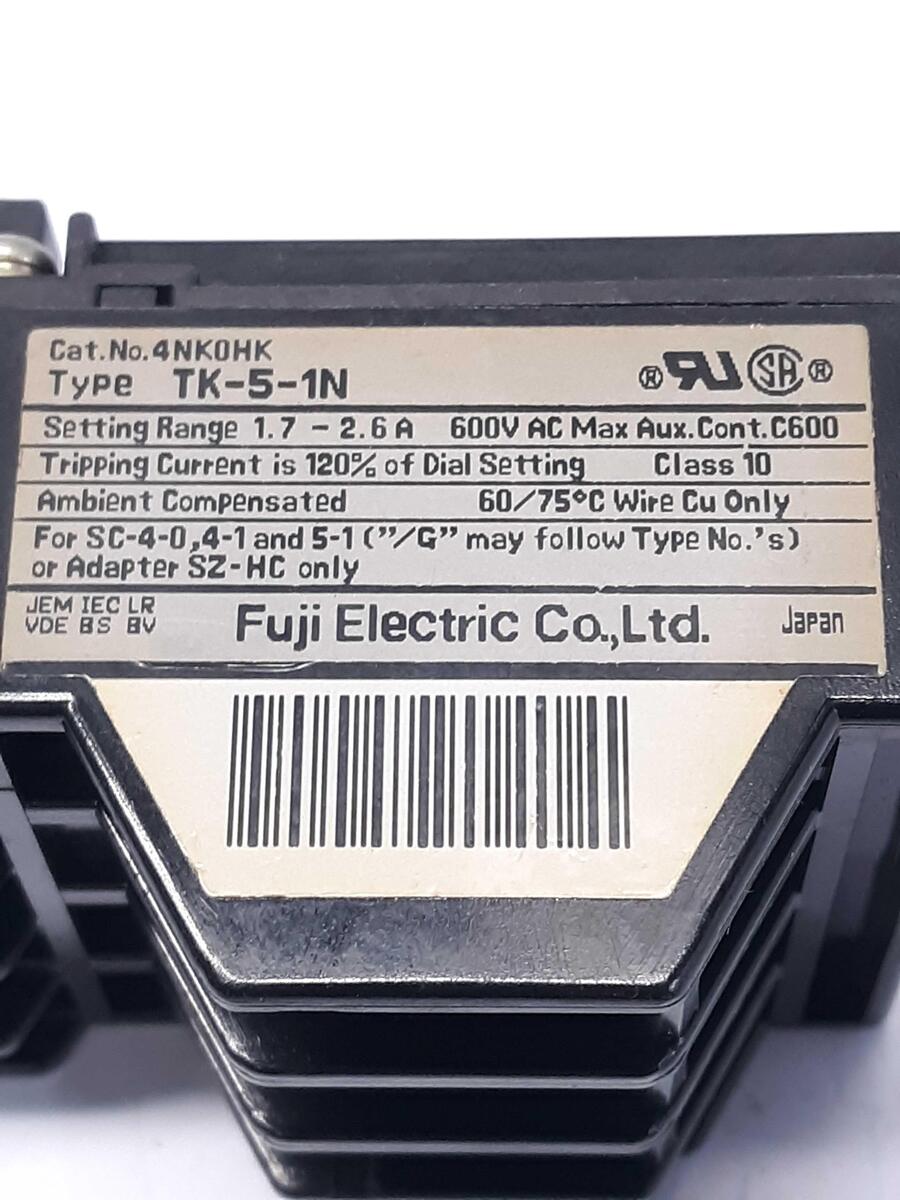 Cat.No.4NK0HK
Type TK-5-1N
® RU SA ®
Setting Range 1.7 - 2.6 A 600V AC Max Aux.Cont.C600
Tripping Current is 120% of Dial Setting Class 10
Ambient Compensated 60/75°C Wire Cu Only
For SC-4-0,4-1 and 5-1 ("/G" may follow Type No.'s)
or Adapter SZ-HC only
JEM IEC LR
VDE BS BV
Fuji Electric Co.,Ltd. Japan